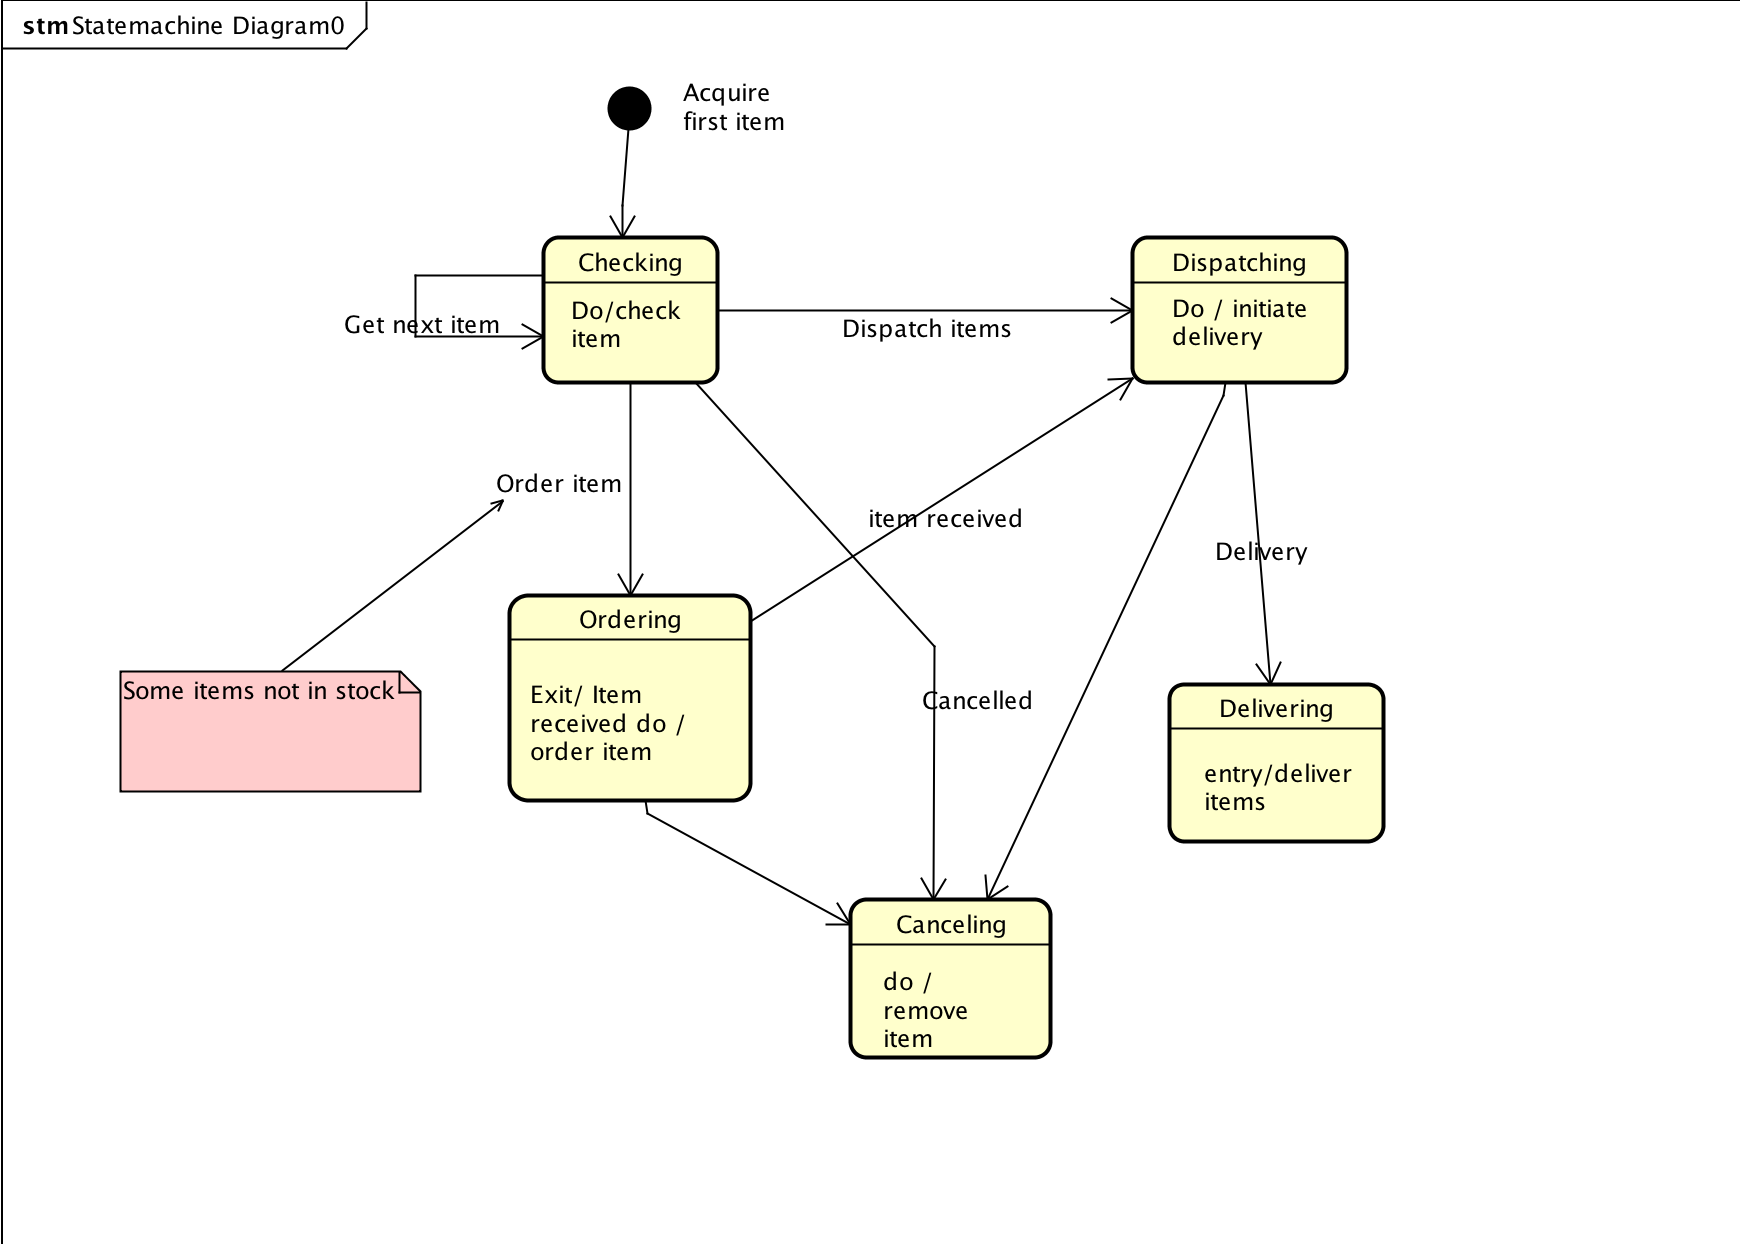 stm Statemachine Diagram0
Acquire
first item
Checking
Do/check
item
Get next item
Dispatch items
Dispatching
Do / initiate
delivery
Order item
item received
Delivery
Some items not in stock
Ordering
Exit/ Item
received do /
order item
Cancelled
Delivering
entry/deliver
items
Canceling
do /
remove
item